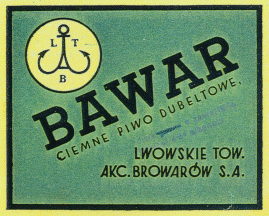 L T
B
BAWAR
CIEMNE PIWO DUBELTOWE.
LWOWSKIE TOW.
AKC. BROWARÓW S.A.